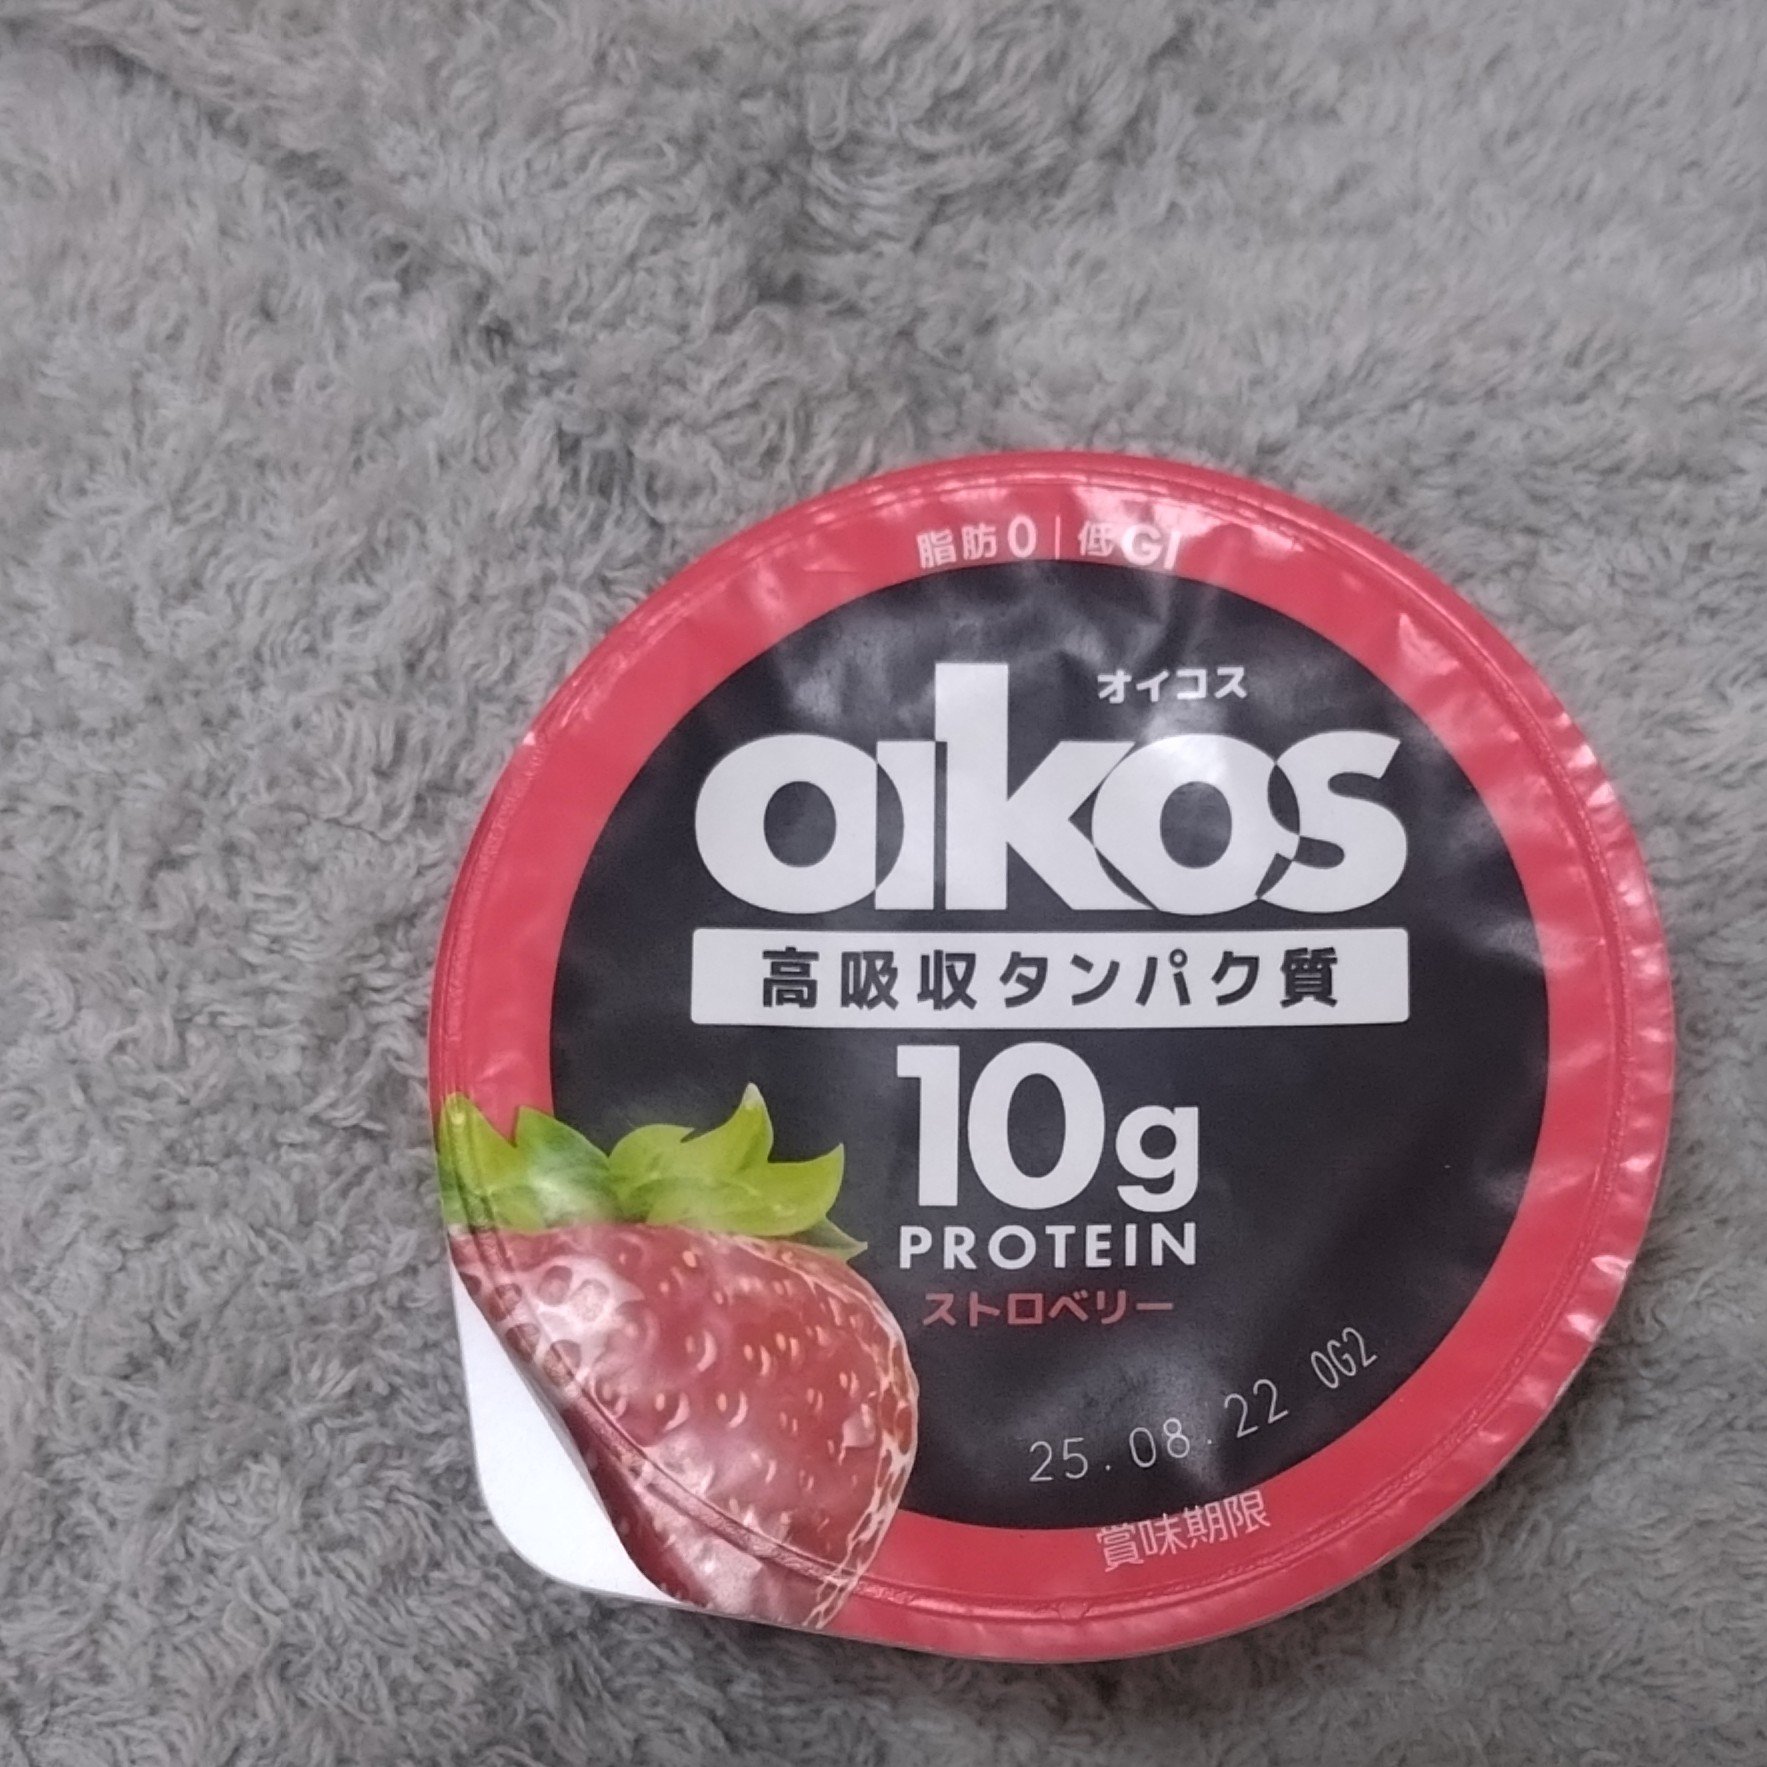 脂肪0｜低GI
オイコス
oikos
高吸収タンパク質
10g
PROTEIN
ストロベリー
25.08.22 OG2
賞味期限